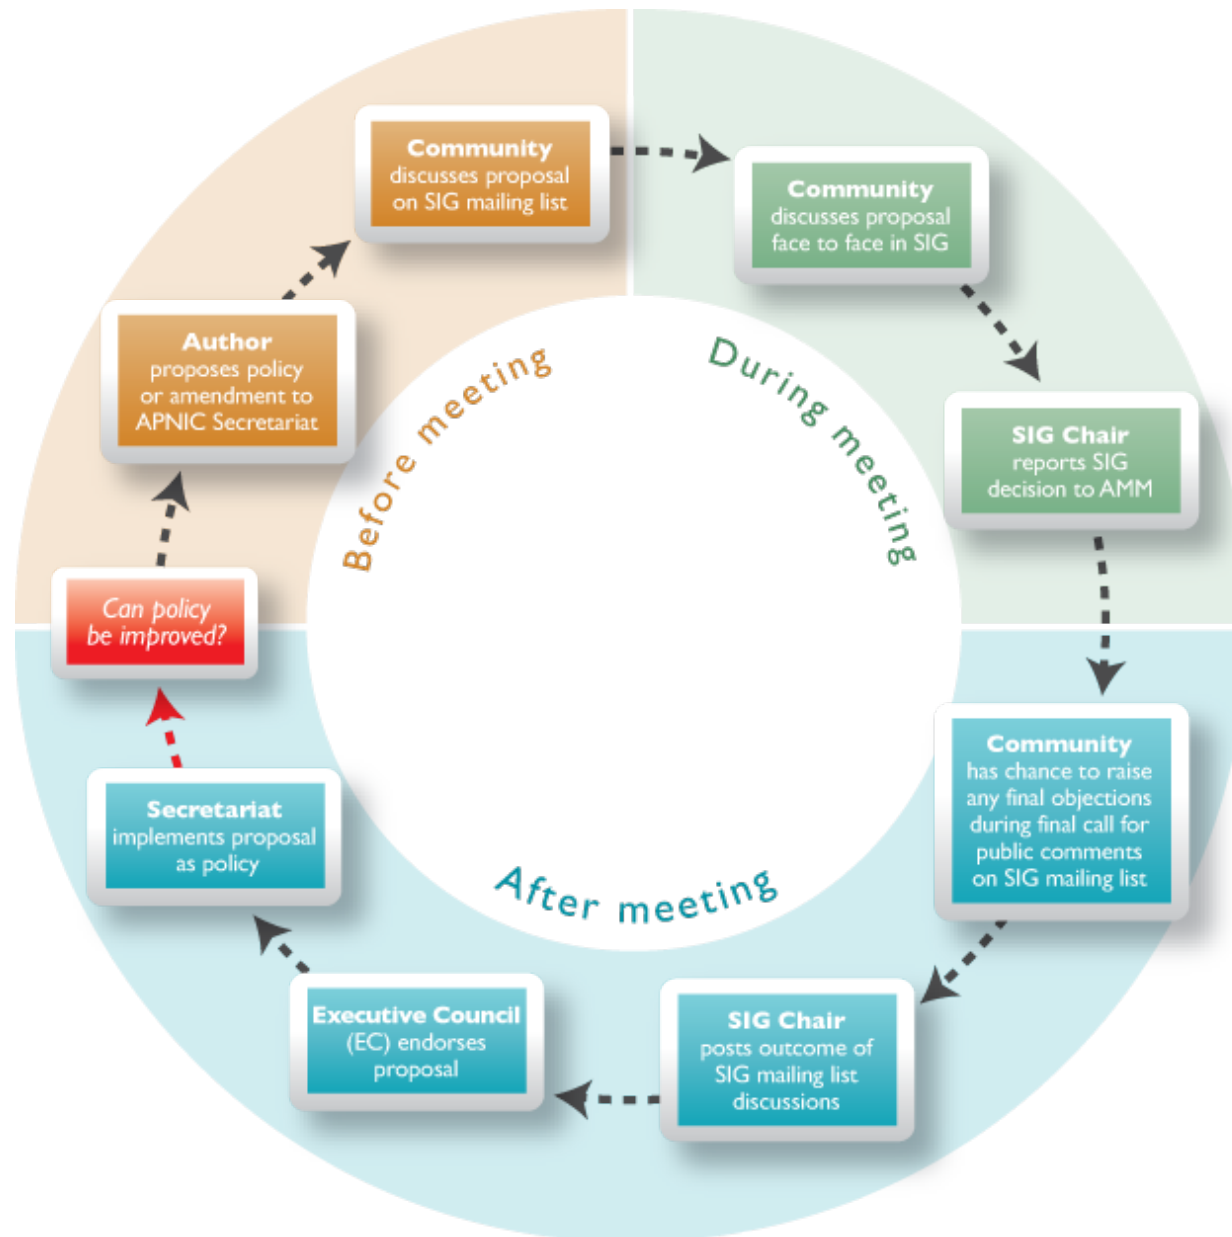 Community
discusses proposal
on SIG mailing list
Community
discusses proposal
face to face in SIG
Author
proposes policy
or amendment to
APNIC Secretariat
Before meeting
During meeting
SIG Chair
reports SIG
decision to AMM
Can policy
be improved?
Community
has chance to raise
any final objections
during final call for
public comments
on SIG mailing list
Secretariat
implements proposal
as policy
After meeting
Executive Council
(EC) endorses
proposal
SIG Chair
posts outcome of
SIG mailing list
discussions